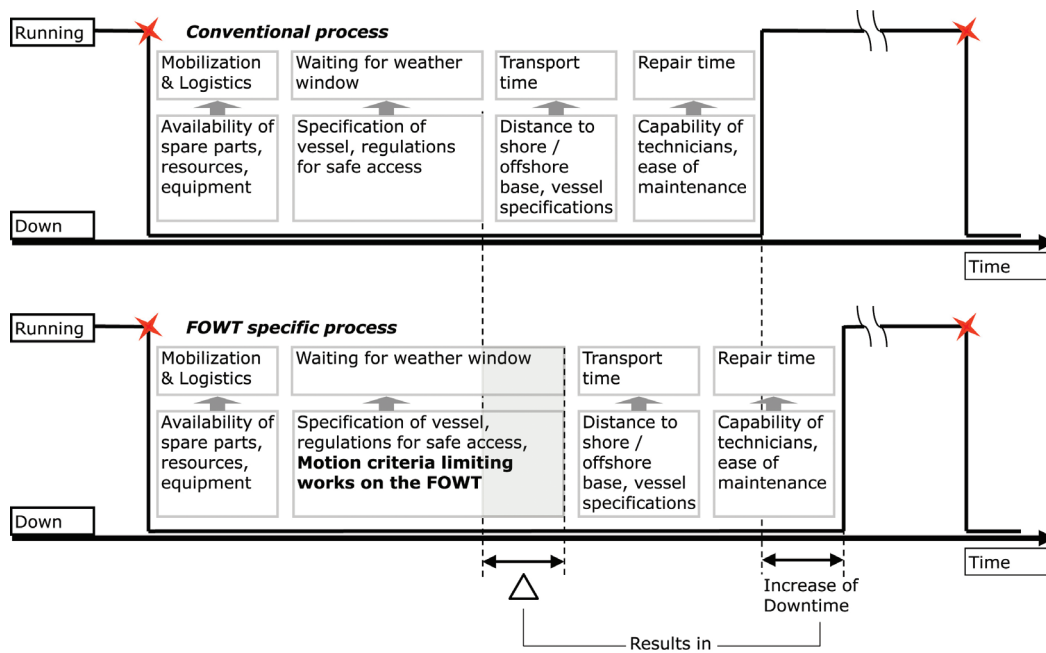 Running
Conventional process
Mobilization
& Logistics
Waiting for weather
window
Transport
time
Repair time
Availability of
spare parts,
resources,
equipment
Specification of
vessel, regulations
for safe access
Distance to
shore /
offshore
base, vessel
specifications
Capability of
technicians,
ease of
maintenance
Down
Time
Running
FOWT specific process
Mobilization
& Logistics
Waiting for weather window
Transport
time
Repair time
Availability of
spare parts,
resources,
equipment
Specification of vessel,
regulations for safe access,
Motion criteria limiting
works on the FOWT
Distance to
shore /
offshore
base, vessel
specifications
Capability of
technicians,
ease of
maintenance
Down
Time
Increase of
Downtime
Results in